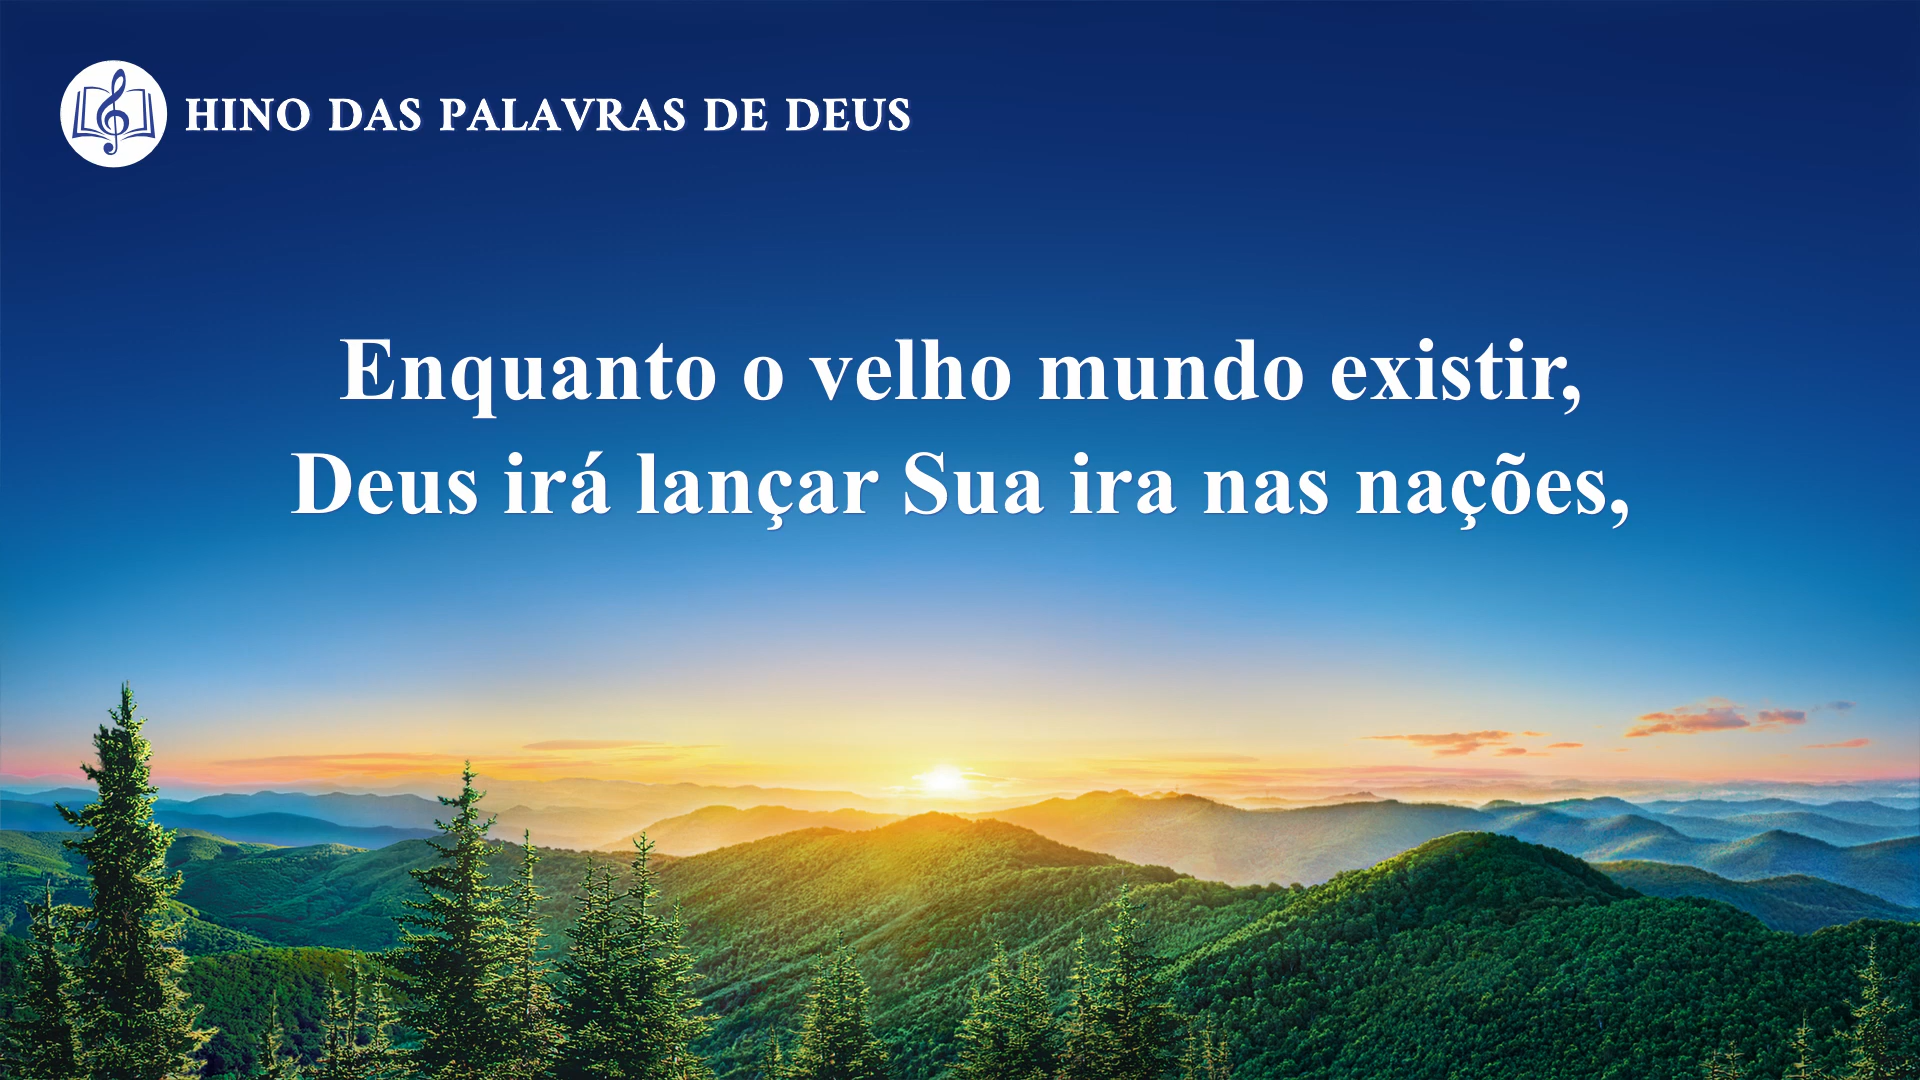 HINO DAS PALAVRAS DE DEUS
Enquanto o velho mundo existir,
Deus irá lançar Sua ira nas nações,